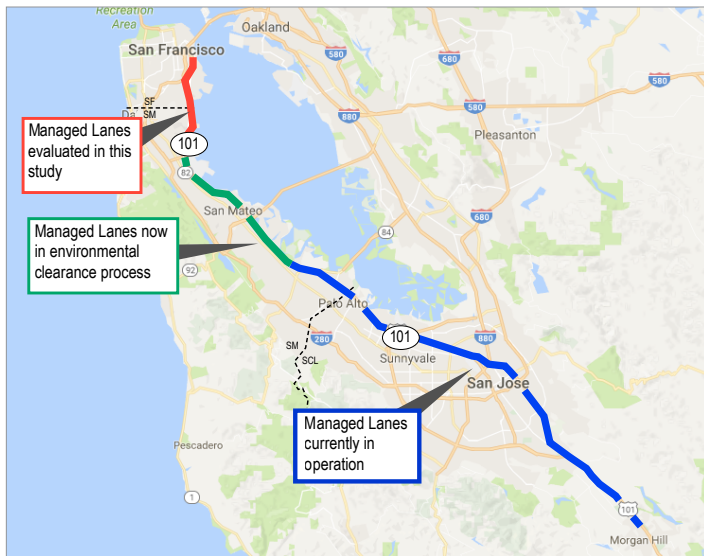 Recreation
Area
Oakland
San Francisco
580
680
580
580
SF
SM
Da
880
Managed Lanes
evaluated in this
study
101
Pleasanton
82
San Mateo
680
Managed Lanes now
in environmental
clearance process
84
92
Palo Alto
280
101
880
SM
Sunnyvale
SCL
San Jose
Managed Lanes
currently in
operation
Pescadero
1
101
Morgan Hill